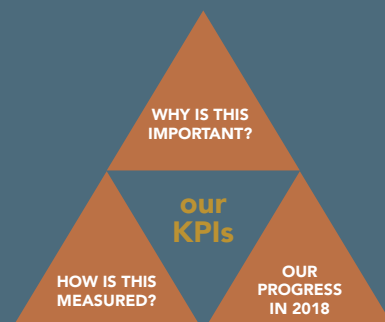 WHY IS THIS
IMPORTANT?
our
KPIs
HOW IS THIS
MEASURED?
OUR
PROGRESS
IN 2018